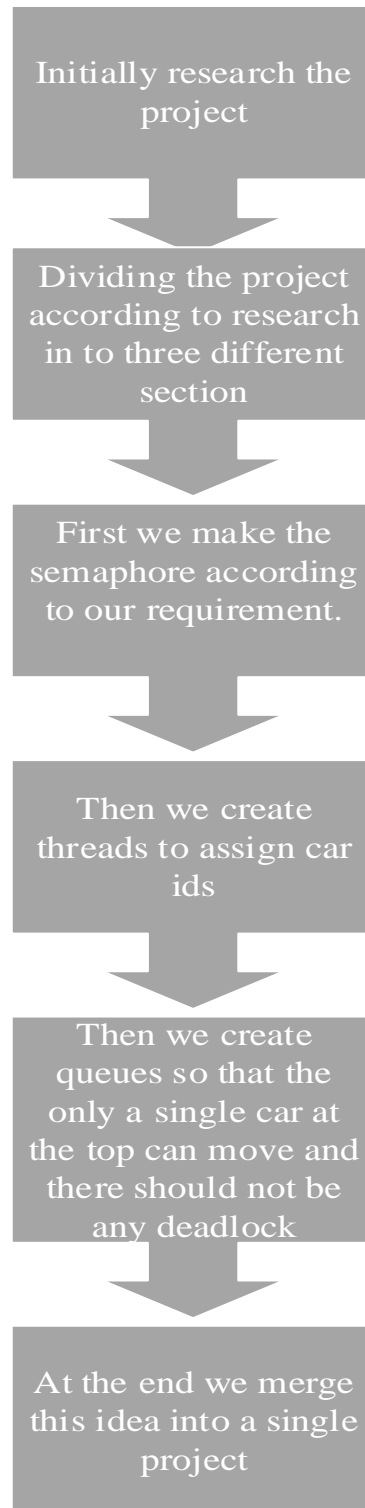 Initially research the
project
Dividing the project
according to research
in to three different
section
First we make the
semaphore according
to our requirement.
Then we create
threads to assign car
ids
Then we create
queues so that the
only a single car at
the top can move and
there should not be
any deadlock
At the end we merge
this idea into a single
project